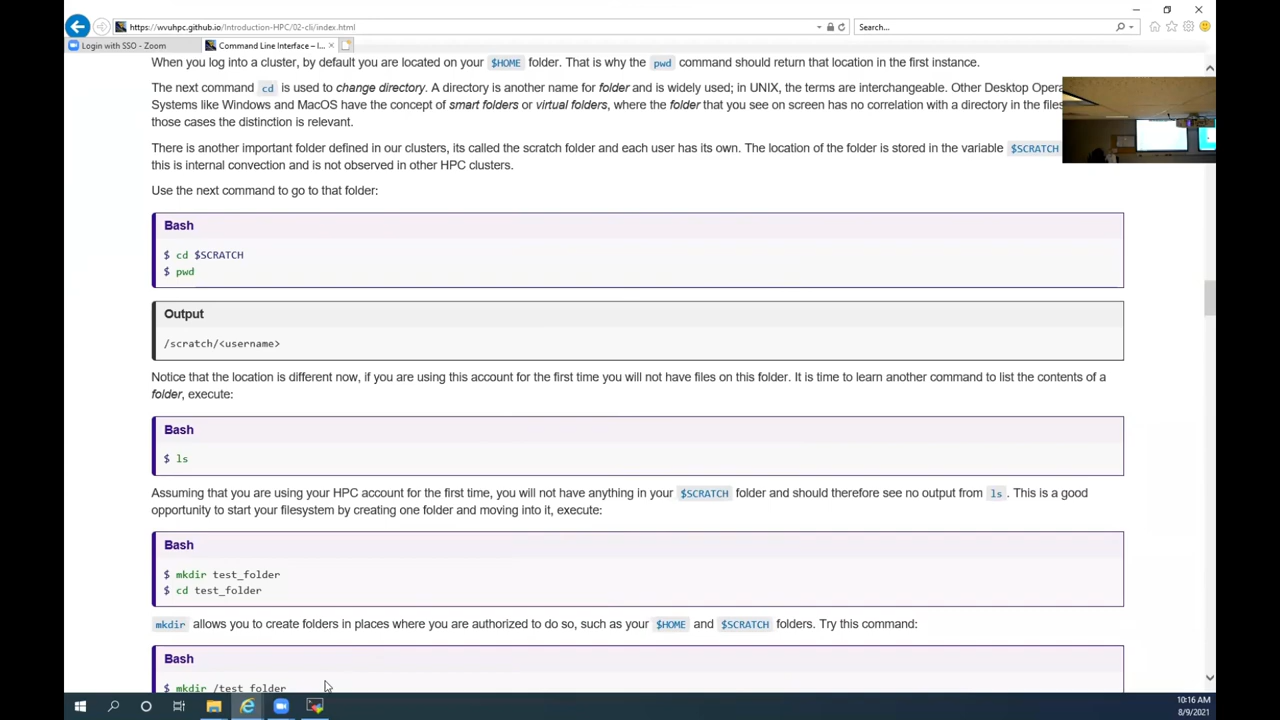 https://wvuhpc.github.io/Introduction-HPC/02-cli/index.html
Search...
Login with SSO - Zoom
Command Line Interface – I...
When you log into a cluster, by default you are located on your $HOME folder. That is why the pwd command should return that location in the first instance.
The next command cd is used to change directory. A directory is another name for folder and is widely used; in UNIX, the terms are interchangeable. Other Desktop Opera
Systems like Windows and MacOS have the concept of smart folders or virtual folders, where the folder that you see on screen has no correlation with a directory in the files
those cases the distinction is relevant.
There is another important folder defined in our clusters, its called the scratch folder and each user has its own. The location of the folder is stored in the variable $SCRATCH
this is internal convection and is not observed in other HPC clusters.
Use the next command to go to that folder:
Bash
$ cd $SCRATCH
$ pwd
Output
/scratch/<username>
Notice that the location is different now, if you are using this account for the first time you will not have files on this folder. It is time to learn another command to list the contents of a
folder, execute:
Bash
$ ls
Assuming that you are using your HPC account for the first time, you will not have anything in your $SCRATCH folder and should therefore see no output from ls. This is a good
opportunity to start your filesystem by creating one folder and moving into it, execute:
Bash
$ mkdir test_folder
$ cd test_folder
mkdir allows you to create folders in places where you are authorized to do so, such as your $HOME and $SCRATCH folders. Try this command:
Bash
$ mkdir /test_folder
10:16 AM
8/9/2021